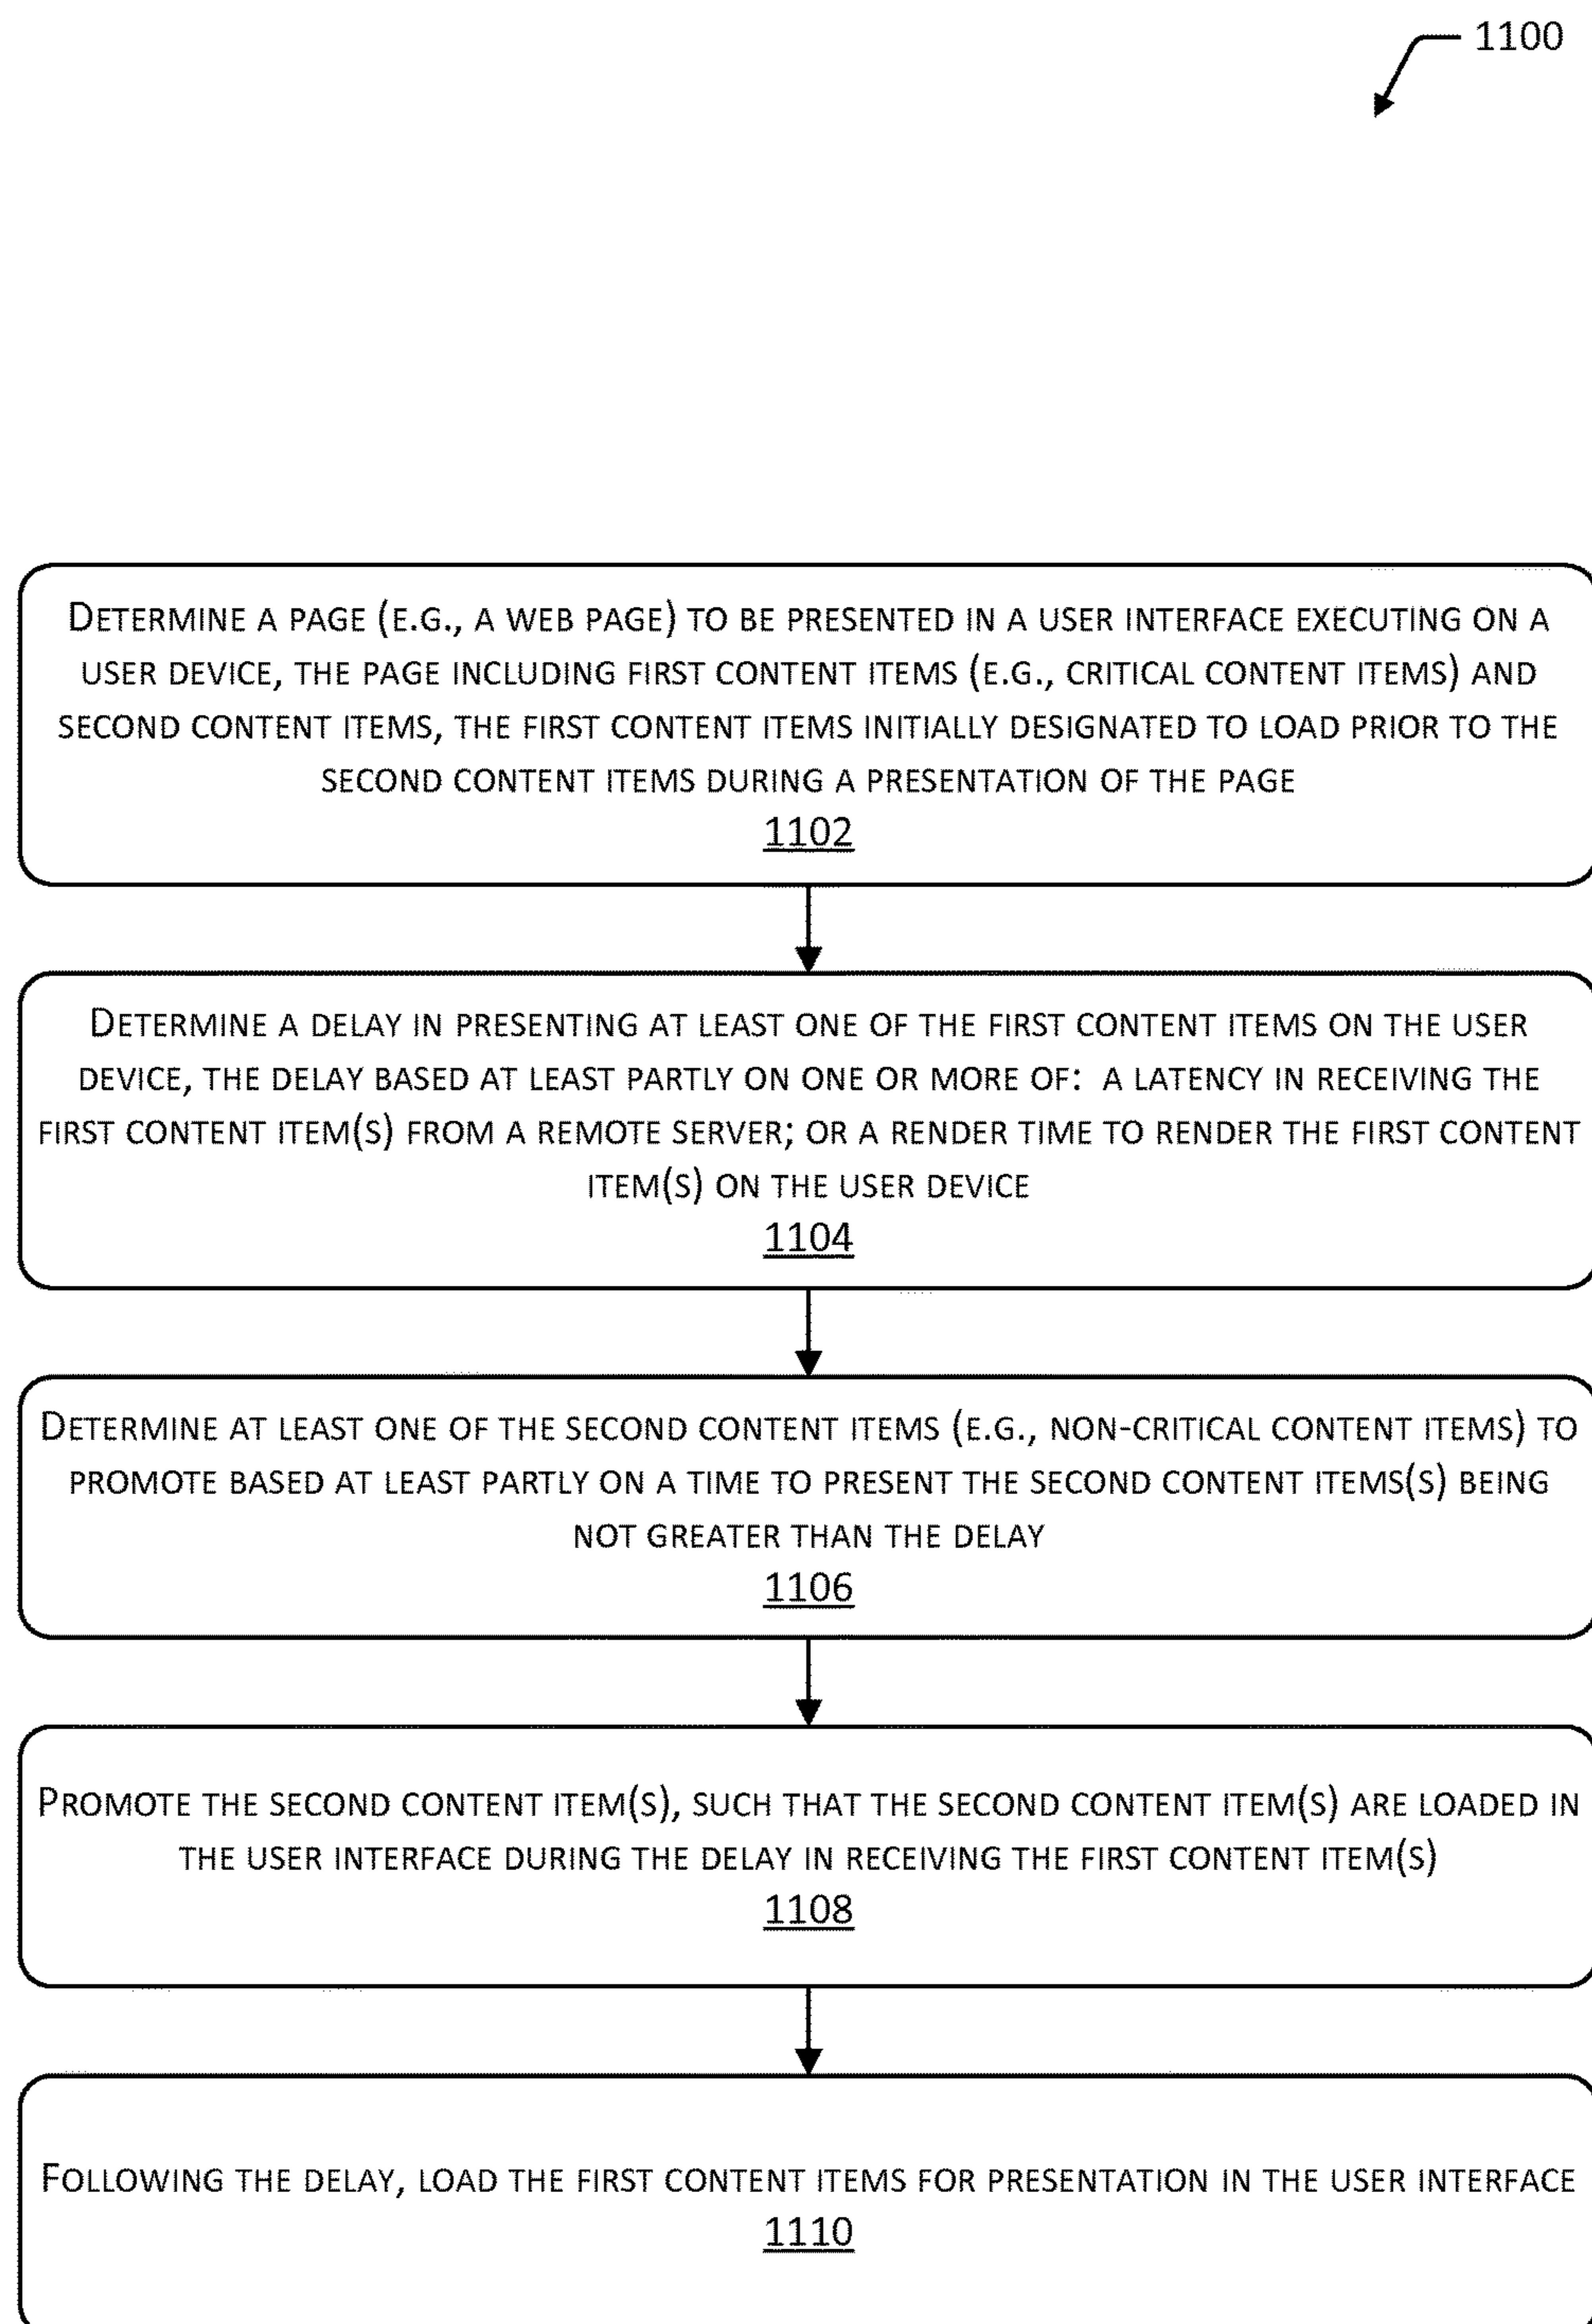 1100
DETERMINE A PAGE (E.G., A WEB PAGE) TO BE PRESENTED IN A USER INTERFACE EXECUTING ON A
USER DEVICE, THE PAGE INCLUDING FIRST CONTENT ITEMS (E.G., CRITICAL CONTENT ITEMS) AND
SECOND CONTENT ITEMS, THE FIRST CONTENT ITEMS INITIALLY DESIGNATED TO LOAD PRIOR TO THE
SECOND CONTENT ITEMS DURING A PRESENTATION OF THE PAGE
1102
DETERMINE A DELAY IN PRESENTING AT LEAST ONE OF THE FIRST CONTENT ITEMS ON THE USER
DEVICE, THE DELAY BASED AT LEAST PARTLY ON ONE OR MORE OF: A LATENCY IN RECEIVING THE
FIRST CONTENT ITEM(S) FROM A REMOTE SERVER; OR A RENDER TIME TO RENDER THE FIRST CONTENT
ITEM(S) ON THE USER DEVICE
1104
DETERMINE AT LEAST ONE OF THE SECOND CONTENT ITEMS (E.G., NON-CRITICAL CONTENT ITEMS) TO
PROMOTE BASED AT LEAST PARTLY ON A TIME TO PRESENT THE SECOND CONTENT ITEMS(S) BEING
NOT GREATER THAN THE DELAY
1106
PROMOTE THE SECOND CONTENT ITEM(S), SUCH THAT THE SECOND CONTENT ITEM(S) ARE LOADED IN
THE USER INTERFACE DURING THE DELAY IN RECEIVING THE FIRST CONTENT ITEM(S)
1108
FOLLOWING THE DELAY, LOAD THE FIRST CONTENT ITEMS FOR PRESENTATION IN THE USER INTERFACE
1110